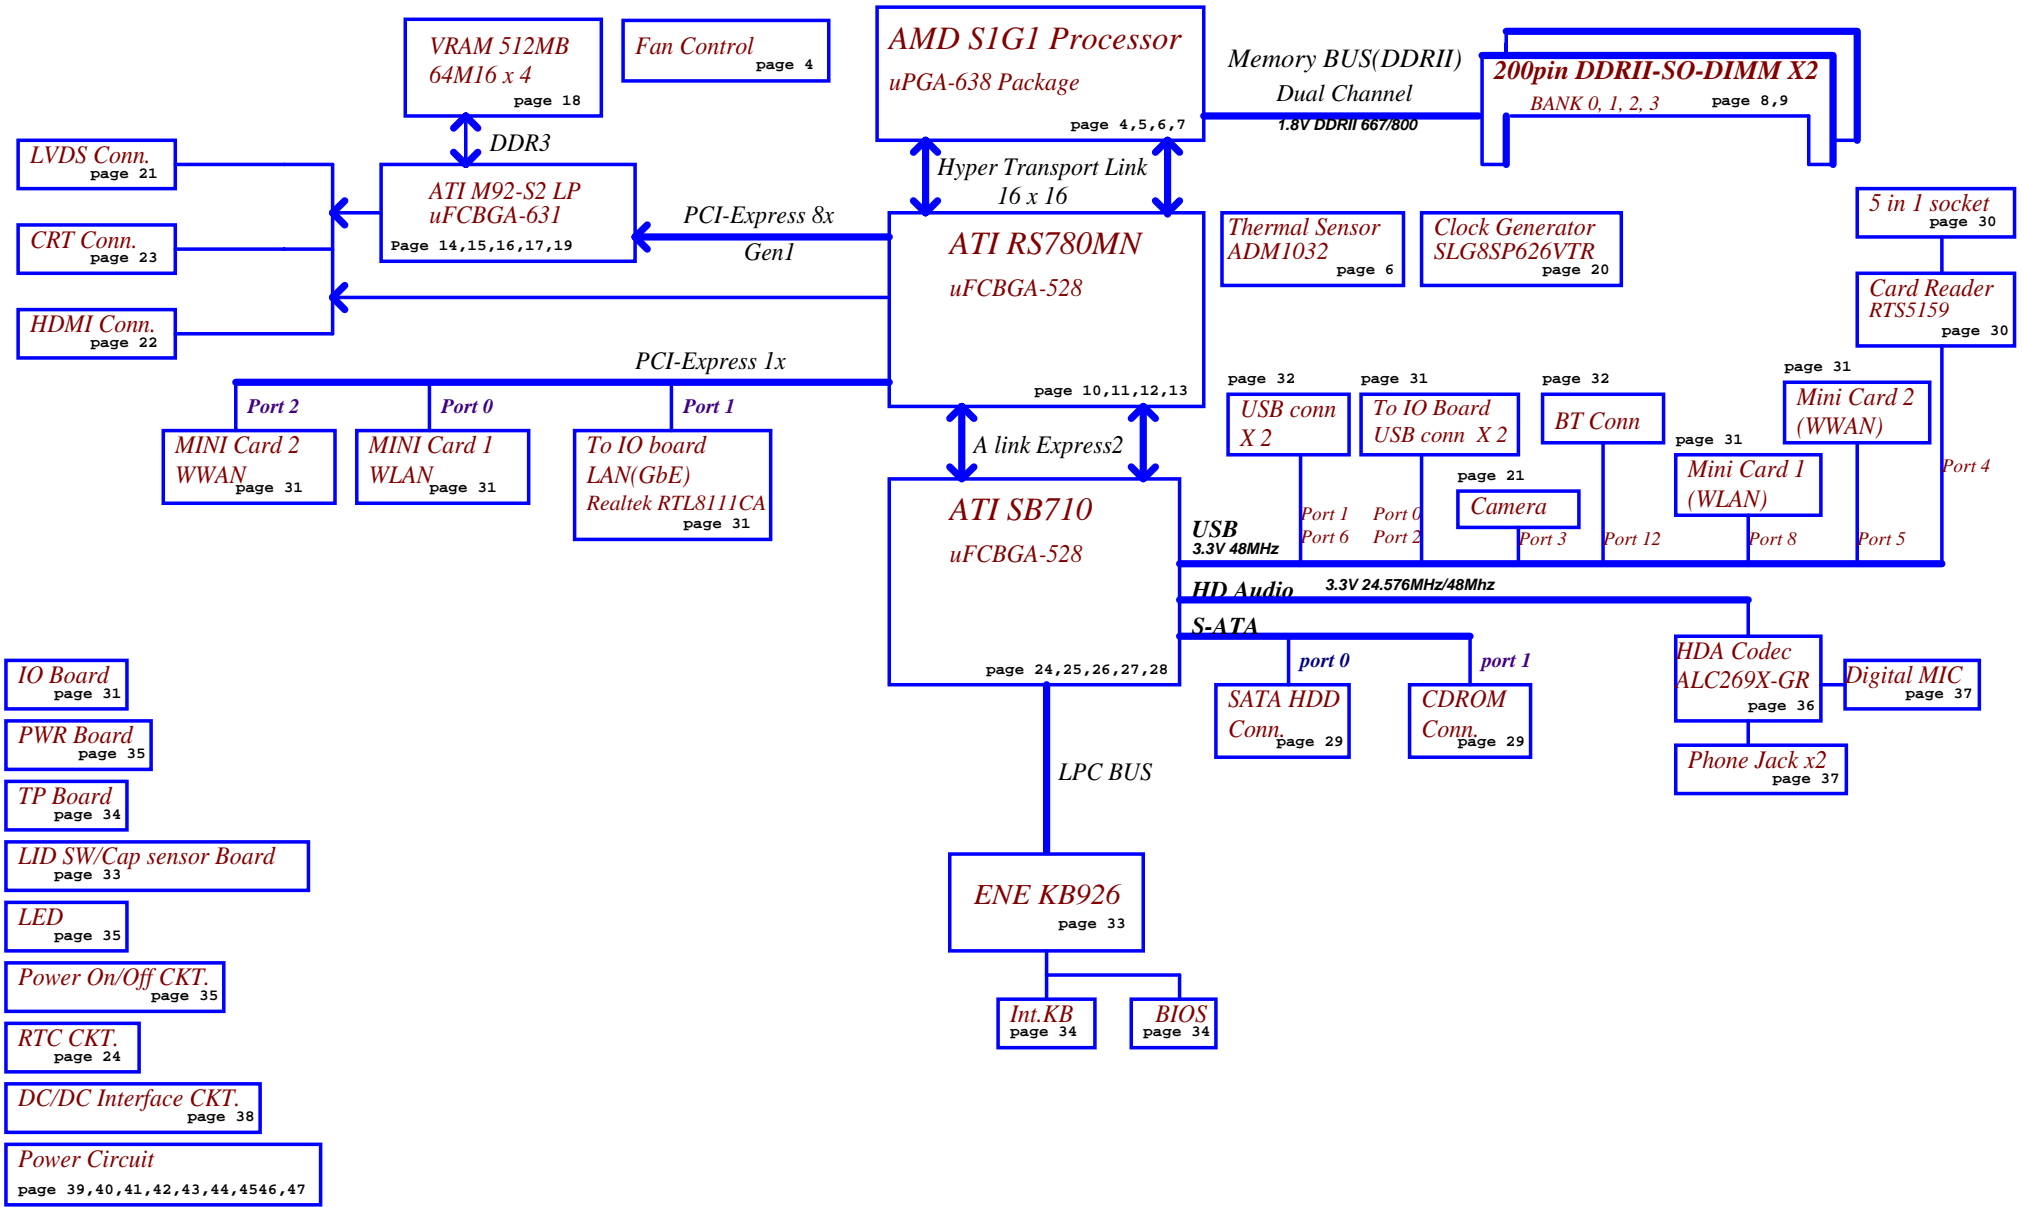 VRAM 512MB
64M16 x 4
page 18
Fan Control
page 4
AMD S1G1 Processor
uPGA-638 Package
page 4,5,6,7
Memory BUS(DDRII)
Dual Channel
1.8V DDRII 667/800
200pin DDRII-SO-DIMM X2
BANK 0, 1, 2, 3
page 8,9
DDR3
Hyper Transport Link
16 x 16
LVDS Conn.
page 21
CRT Conn.
page 23
HDMI Conn.
page 22
ATI M92-S2 LP
uFCBGA-631
Page 14,15,16,17,19
PCI-Express 8x
Gen1
ATI RS780MN
uFCBGA-528
page 10,11,12,13
Thermal Sensor
ADM1032
page 6
Clock Generator
SLG8SP626VTR
page 20
5 in 1 socket
page 30
Card Reader
RTS5159
page 30
PCI-Express 1x
Port 2
Port 0
Port 1
MINI Card 2
WWAN
page 31
MINI Card 1
WLAN
page 31
To IO board
LAN(GbE)
Realtek RTL8111CA
page 31
A link Express2
page 32
USB conn
X 2
page 31
To IO Board
USB conn X 2
page 32
BT Conn
page 31
Mini Card 2
(WWAN)
page 31
Mini Card 1
(WLAN)
page 21
Camera
Port 4
Port 1
Port 6
Port 0
Port 2
Port 3
Port 12
Port 8
Port 5
ATI SB710
uFCBGA-528
page 24,25,26,27,28
USB
3.3V 48MHz
HD Audio
3.3V 24.576MHz/48Mhz
S-ATA
port 0
port 1
SATA HDD
Conn.
page 29
CDROM
Conn.
page 29
HDA Codec
ALC269X-GR
page 36
Digital MIC
page 37
Phone Jack x2
page 37
LPC BUS
ENE KB926
page 33
Int.KB
page 34
BIOS
page 34
IO Board
page 31
PWR Board
page 35
TP Board
page 34
LID SW/Cap sensor Board
page 33
LED
page 35
Power On/Off CKT.
page 35
RTC CKT.
page 24
DC/DC Interface CKT.
page 38
Power Circuit
page 39,40,41,42,43,44,4546,47